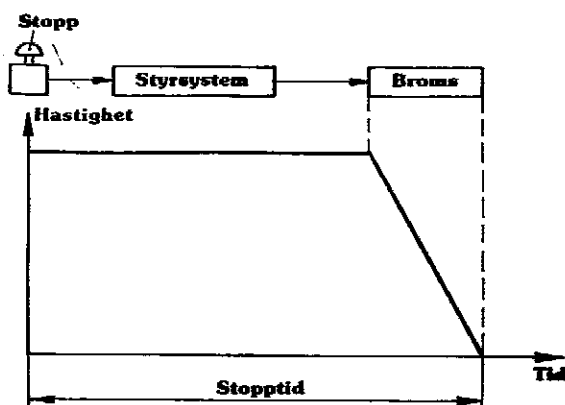 Stopp
Styrsystem
Broms
Hastighet
Tid
Stopptid